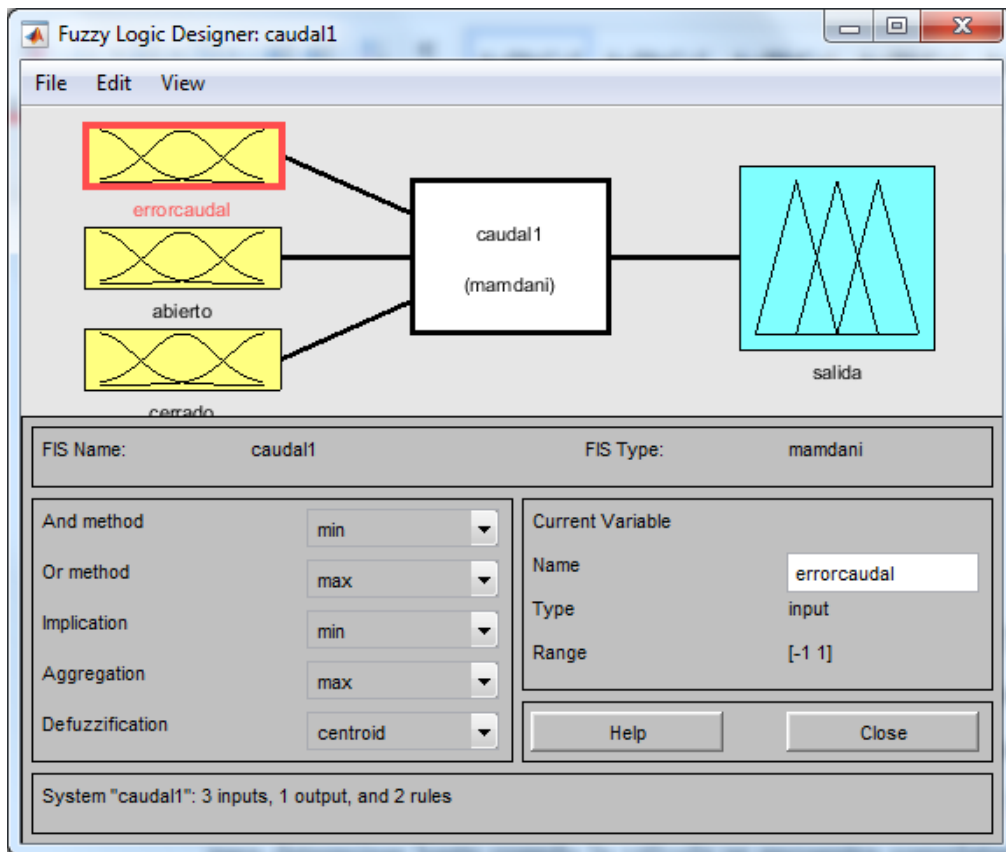 Fuzzy Logic Designer: caudal1
File Edit View
errorcaudal
abierto
cerrado
caudal1
(mamdani)
salida
FIS Name: caudal1 FIS Type: mamdani
And method min
Or method max
Implication min
Aggregation max
Defuzzification centroid
Current Variable
Name errorcaudal
Type input
Range [-1 1]
Help Close
System "caudal1": 3 inputs, 1 output, and 2 rules